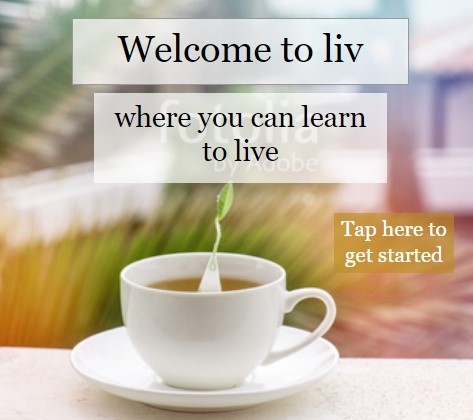 Welcome to liv
where you can learn
to live
fotolia
by Adobe
Tap here to
get started